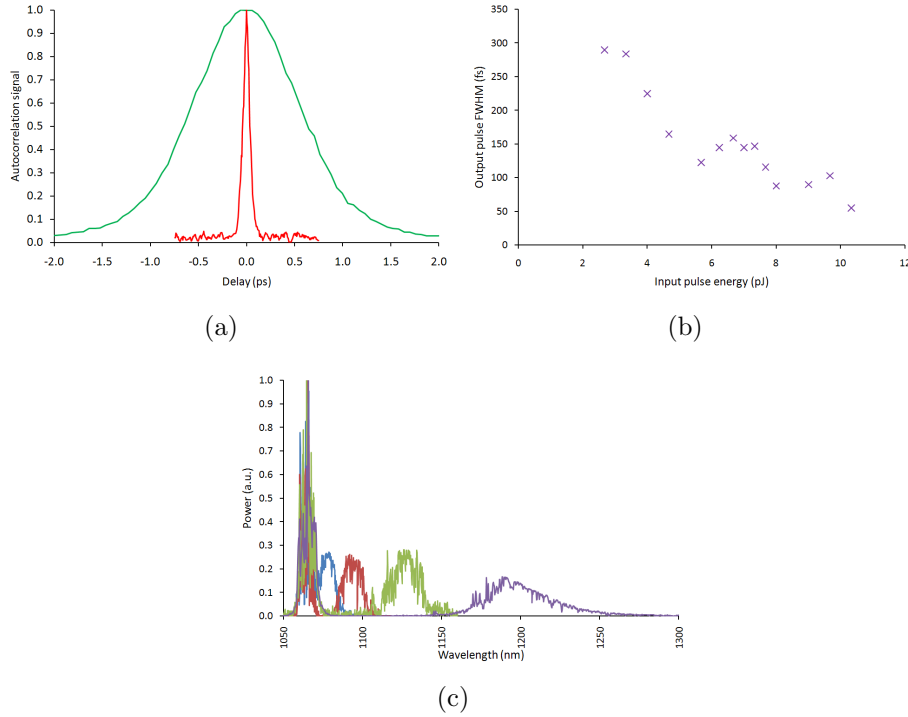 Autocorrelation signal
1.0
0.9
0.8
0.7
0.6
0.5
0.4
0.3
0.2
0.1
0.0
-2.0 -1.5 -1.0 -0.5 0.0 0.5 1.0 1.5 2.0
Delay (ps)
(a)
Output pulse FWHM (fs)
350
300
250
200
150
100
50
0
0 2 4 6 8 10 12
Input pulse energy (pJ)
(b)
Power (a.u.)
1.0
0.9
0.8
0.7
0.6
0.5
0.4
0.3
0.2
0.1
0.0
1050 1100 1150 1200 1250 1300
Wavelength (nm)
(c)